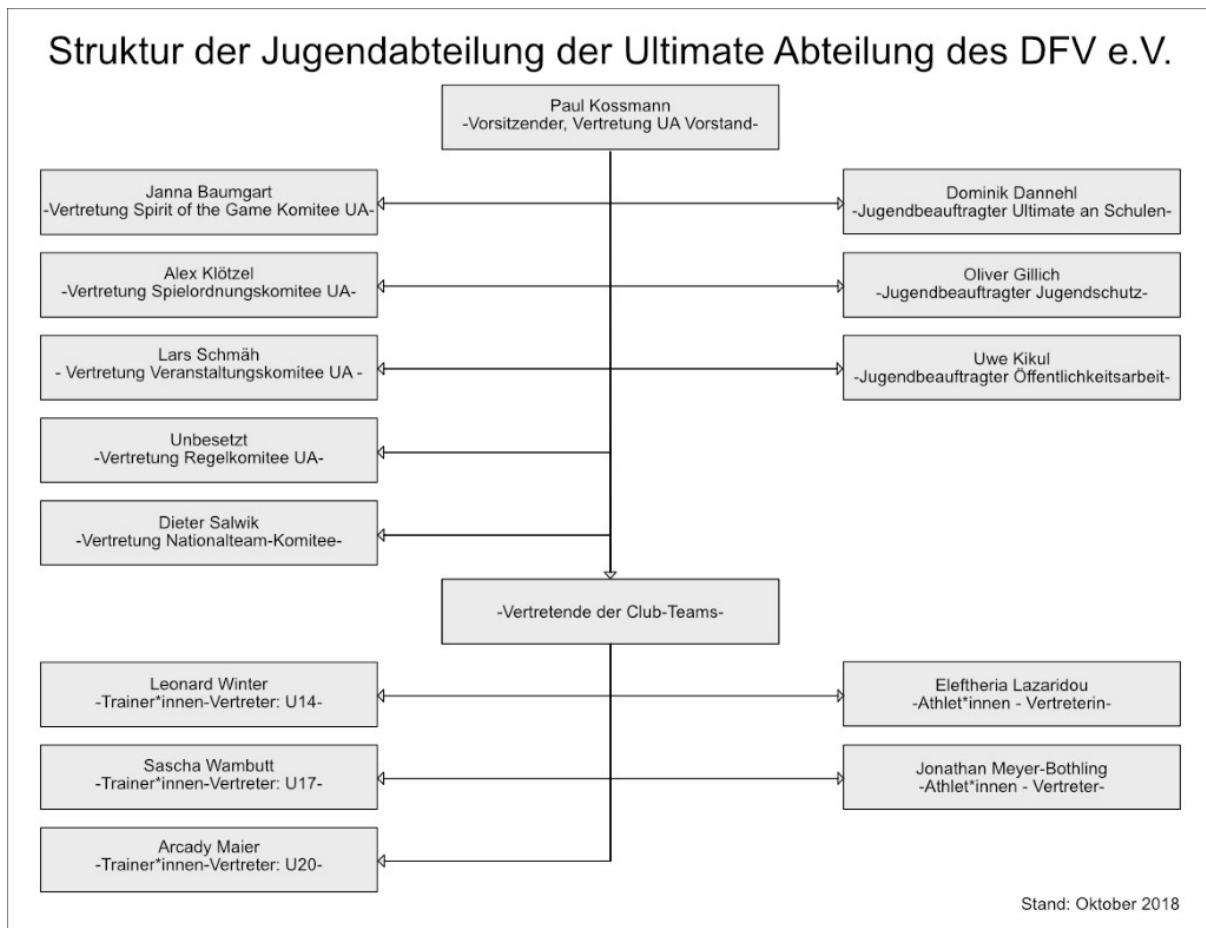 Struktur der Jugendabteilung der Ultimate Abteilung des DFV e.V.
Paul Kossmann
-Vorsitzender, Vertretung UA Vorstand-
Janna Baumgart
-Vertretung Spirit of the Game Komitee UA-
Dominik Dannehl
-Jugendbeauftragter Ultimate an Schulen-
Alex Klötzel
-Vertretung Spielordnungskomitee UA-
Oliver Gillich
-Jugendbeauftragter Jugendschutz-
Lars Schmäh
- Vertretung Veranstaltungskomitee UA -
Uwe Kikul
-Jugendbeauftragter Öffentlichkeitsarbeit-
Unbesetzt
-Vertretung Regelkomitee UA-
Dieter Salwik
-Vertretung Nationalteam-Komitee-
-Vertretende der Club-Teams-
Leonard Winter
-Trainer*innen-Vertreter: U14-
Eleftheria Lazaridou
-Athlet*innen - Vertreterin-
Sascha Wambutt
-Trainer*innen-Vertreter: U17-
Jonathan Meyer-Bothling
-Athlet*innen - Vertreter-
Arcady Maier
-Trainer*innen-Vertreter: U20-
Stand: Oktober 2018